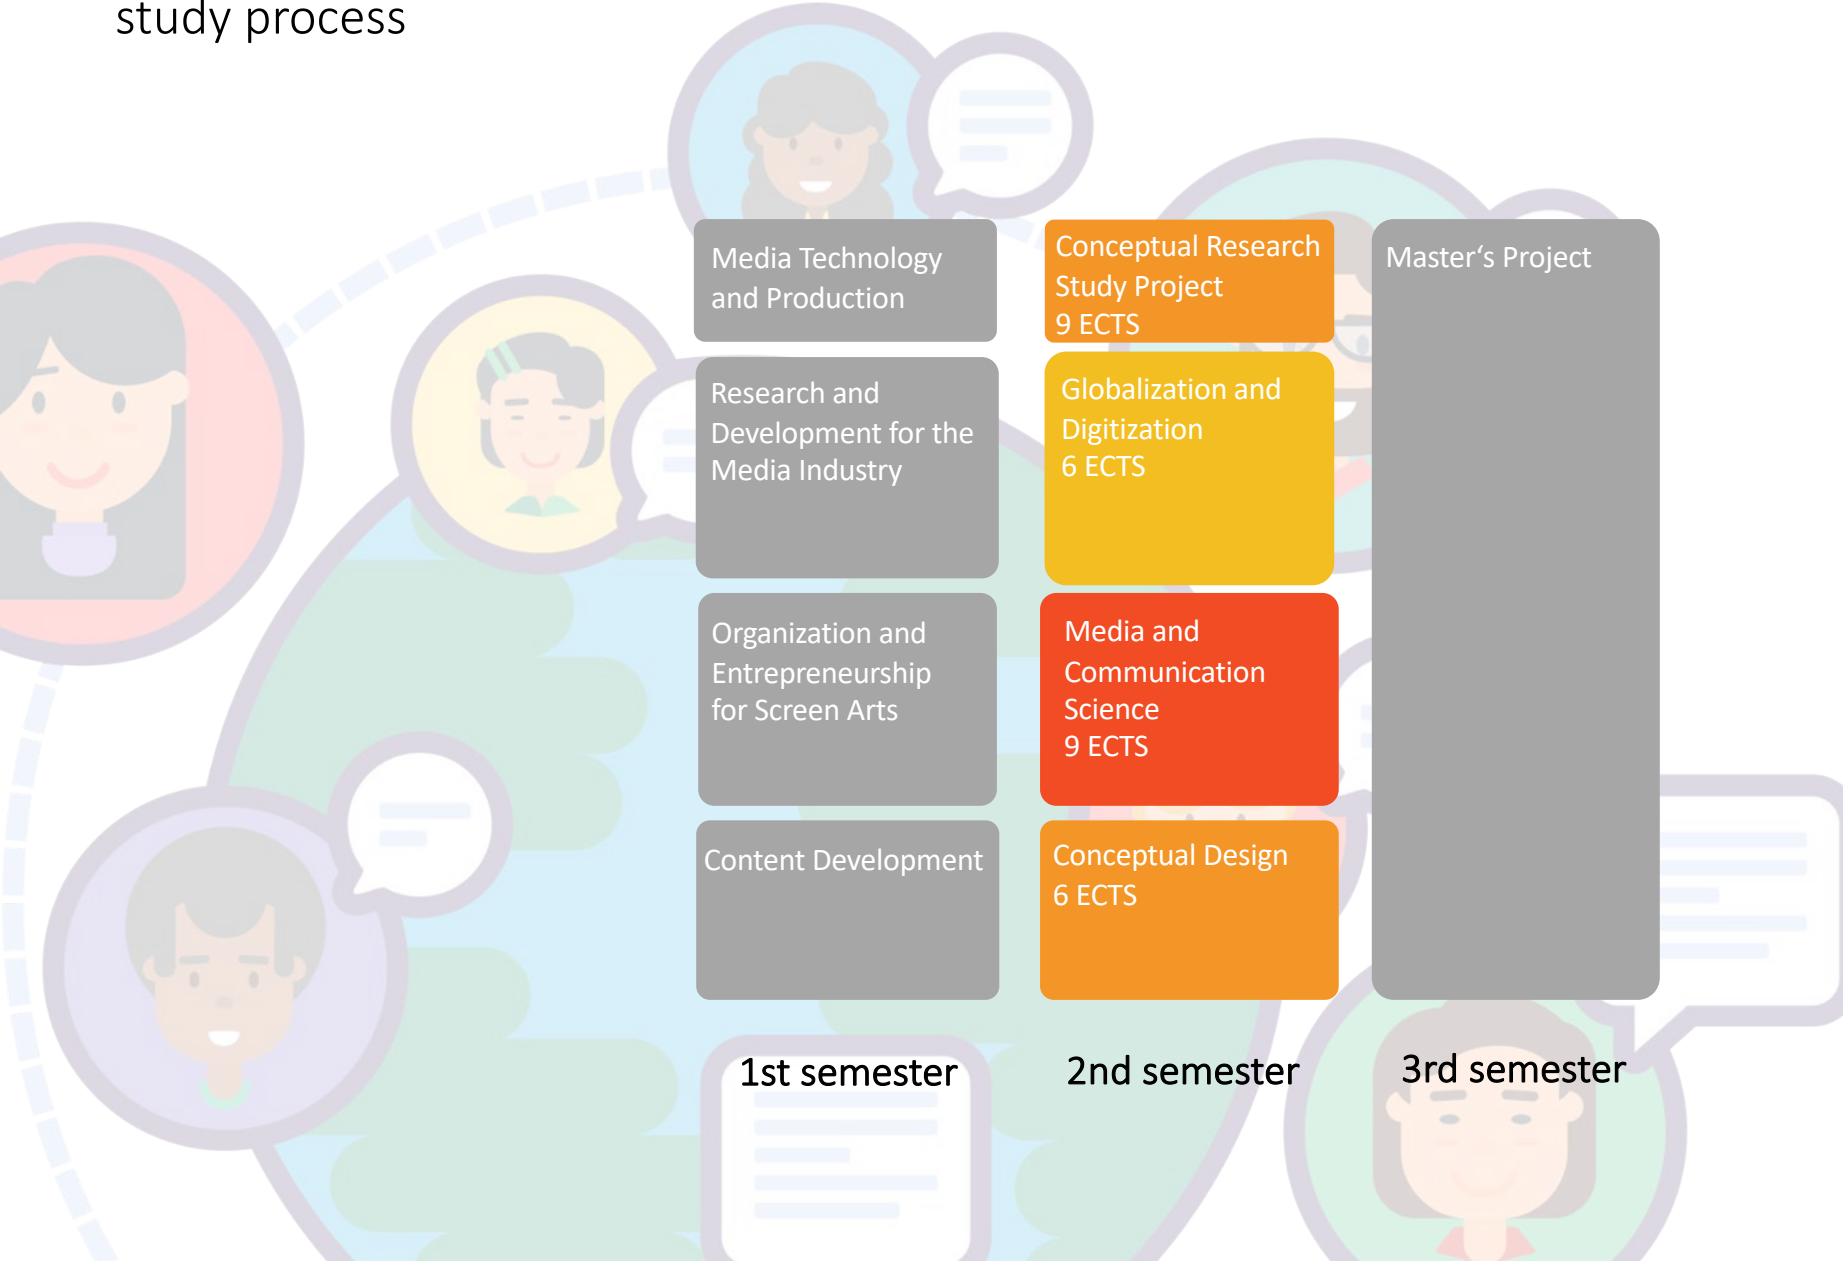 study process
Media Technology
and Production
Research and
Development for the
Media Industry
Organization and
Entrepreneurship
for Screen Arts
Content Development
1st semester
Conceptual Research
Study Project
9 ECTS
Globalization and
Digitization
6 ECTS
Media and
Communication
Science
9 ECTS
Conceptual Design
6 ECTS
2nd semester
Master‘s Project
3rd semester